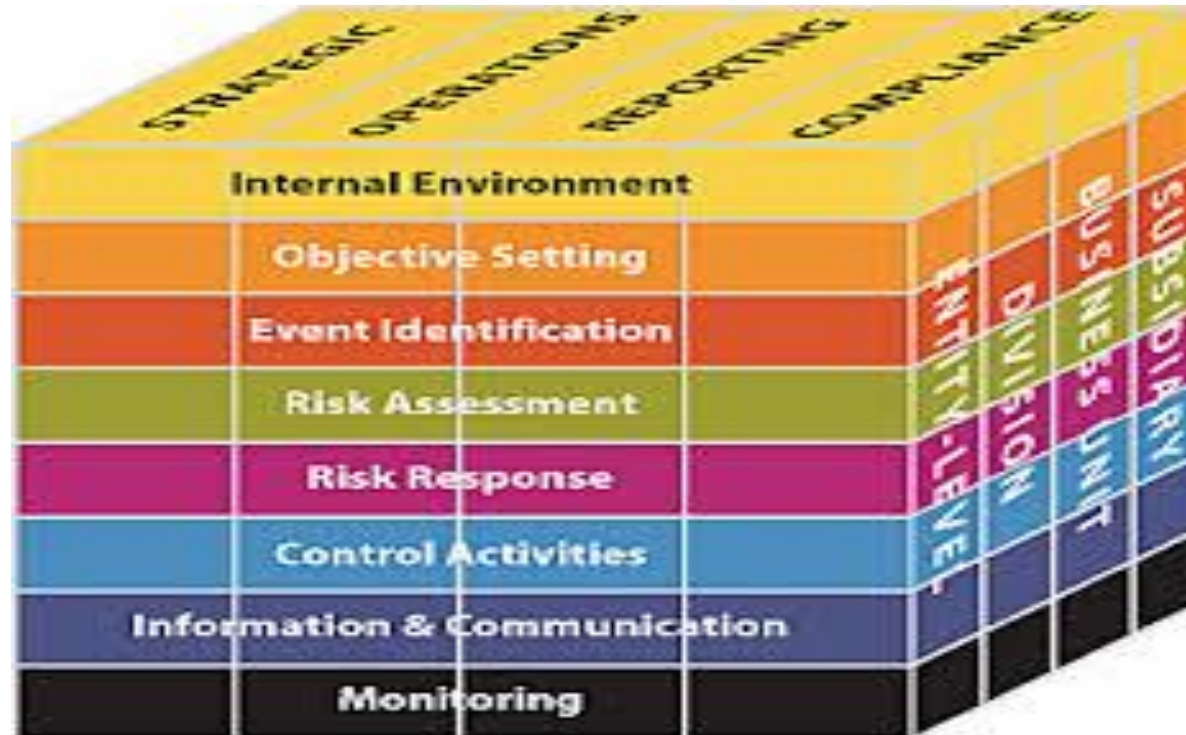 STRATEGIC
OPERATIONS
REPORTING
COMPLIANCE
Internal Environment
Objective Setting
Event Identification
Risk Assessment
Risk Response
Control Activities
Information & Communication
Monitoring
ENTITY-LEVEL
DIVISION
BUSINESS UNIT
SUBSIDIARY